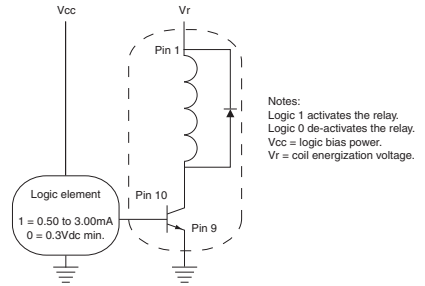 Vcc
Vr
Pin 1
Notes:
Logic 1 activates the relay.
Logic 0 de-activates the relay.
Vcc = logic bias power.
Vr = coil energization voltage.
Logic element
1 = 0.50 to 3.00mA
0 = 0.3Vdc min.
Pin 10
Pin 9